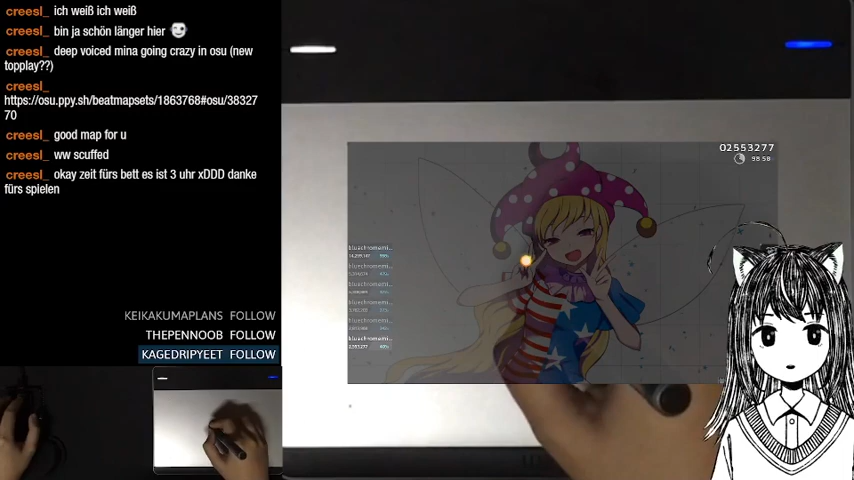 creesl_ ich weiß ich weiß
creesl_ bin ja schön länger hier
creesl_ deep voiced mina going crazy in osu (new
topplay??)
creesl_
https://osu.ppy.sh/beatmapsets/1863768#osu/38327
70
creesl_ good map for u
creesl_ ww scuffed
creesl_ okay zeit fürs bett es ist 3 uhr xDDD danke
fürs spielen
02553277
KEIKAKUMAPLANS FOLLOW
THEPENNOOB FOLLOW
KAGEDRIPYEET FOLLOW